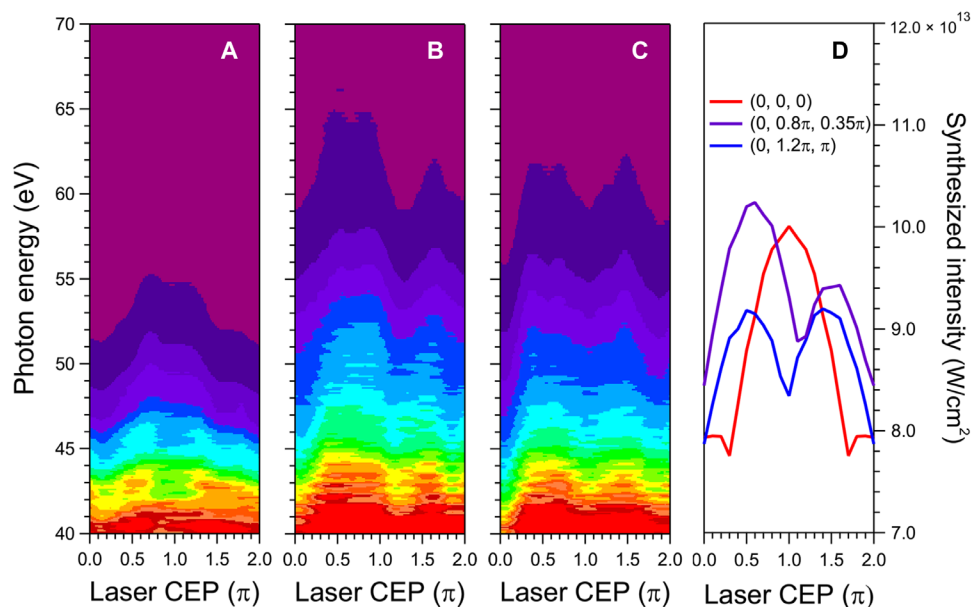 A
B
C
D
70
65
60
55
50
45
40
Photon energy (eV)
0.0 0.5 1.0 1.5 2.0
0.0 0.5 1.0 1.5 2.0
0.0 0.5 1.0 1.5 2.0
0.0 0.5 1.0 1.5 2.0
Laser CEP (π)
Laser CEP (π)
Laser CEP (π)
Laser CEP (π)
(0, 0, 0)
(0, 0.8π, 0.35π)
(0, 1.2π, π)
12.0 × 10¹³
11.0
10.0
9.0
8.0
7.0
Synthesized intensity (W/cm²)